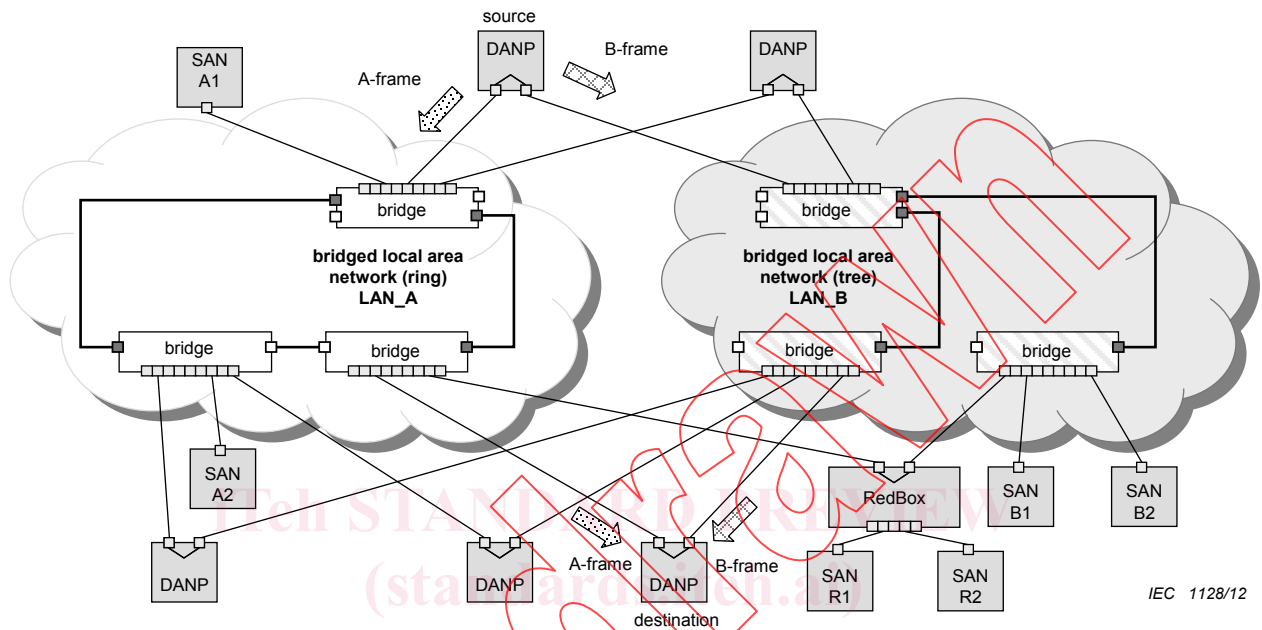 source
SAN
A1
A-frame
DANP
B-frame
DANP
bridge
bridged local area
network (ring)
LAN_A
bridge
bridge
bridge
bridged local area
network (tree)
LAN_B
bridge
bridge
SAN
A2
RedBox
SAN
B1
SAN
B2
iTeh STANDARD PREVIEW
(standards.iteh.ai)
DANP
DANP
A-frame
DANP
B-frame
destination
SAN
R1
SAN
R2
IEC 1128/12